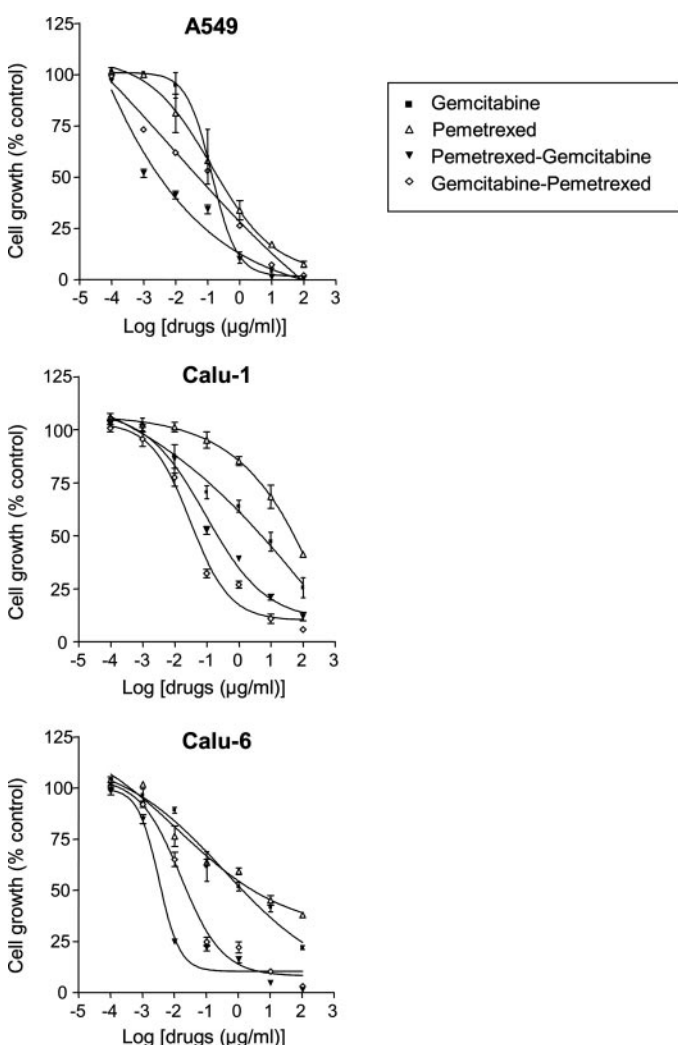 A549
125
100
75
50
25
0
Cell growth (% control)
-5 -4 -3 -2 -1 0 1 2 3
Log [drugs (µg/ml)]
Gemcitabine
Pemetrexed
Pemetrexed-Gemcitabine
Gemcitabine-Pemetrexed
Calu-1
125
100
75
50
25
0
Cell growth (% control)
-5 -4 -3 -2 -1 0 1 2 3
Log [drugs (µg/ml)]
Calu-6
125
100
75
50
25
0
Cell growth (% control)
-5 -4 -3 -2 -1 0 1 2 3
Log [drugs (µg/ml)]